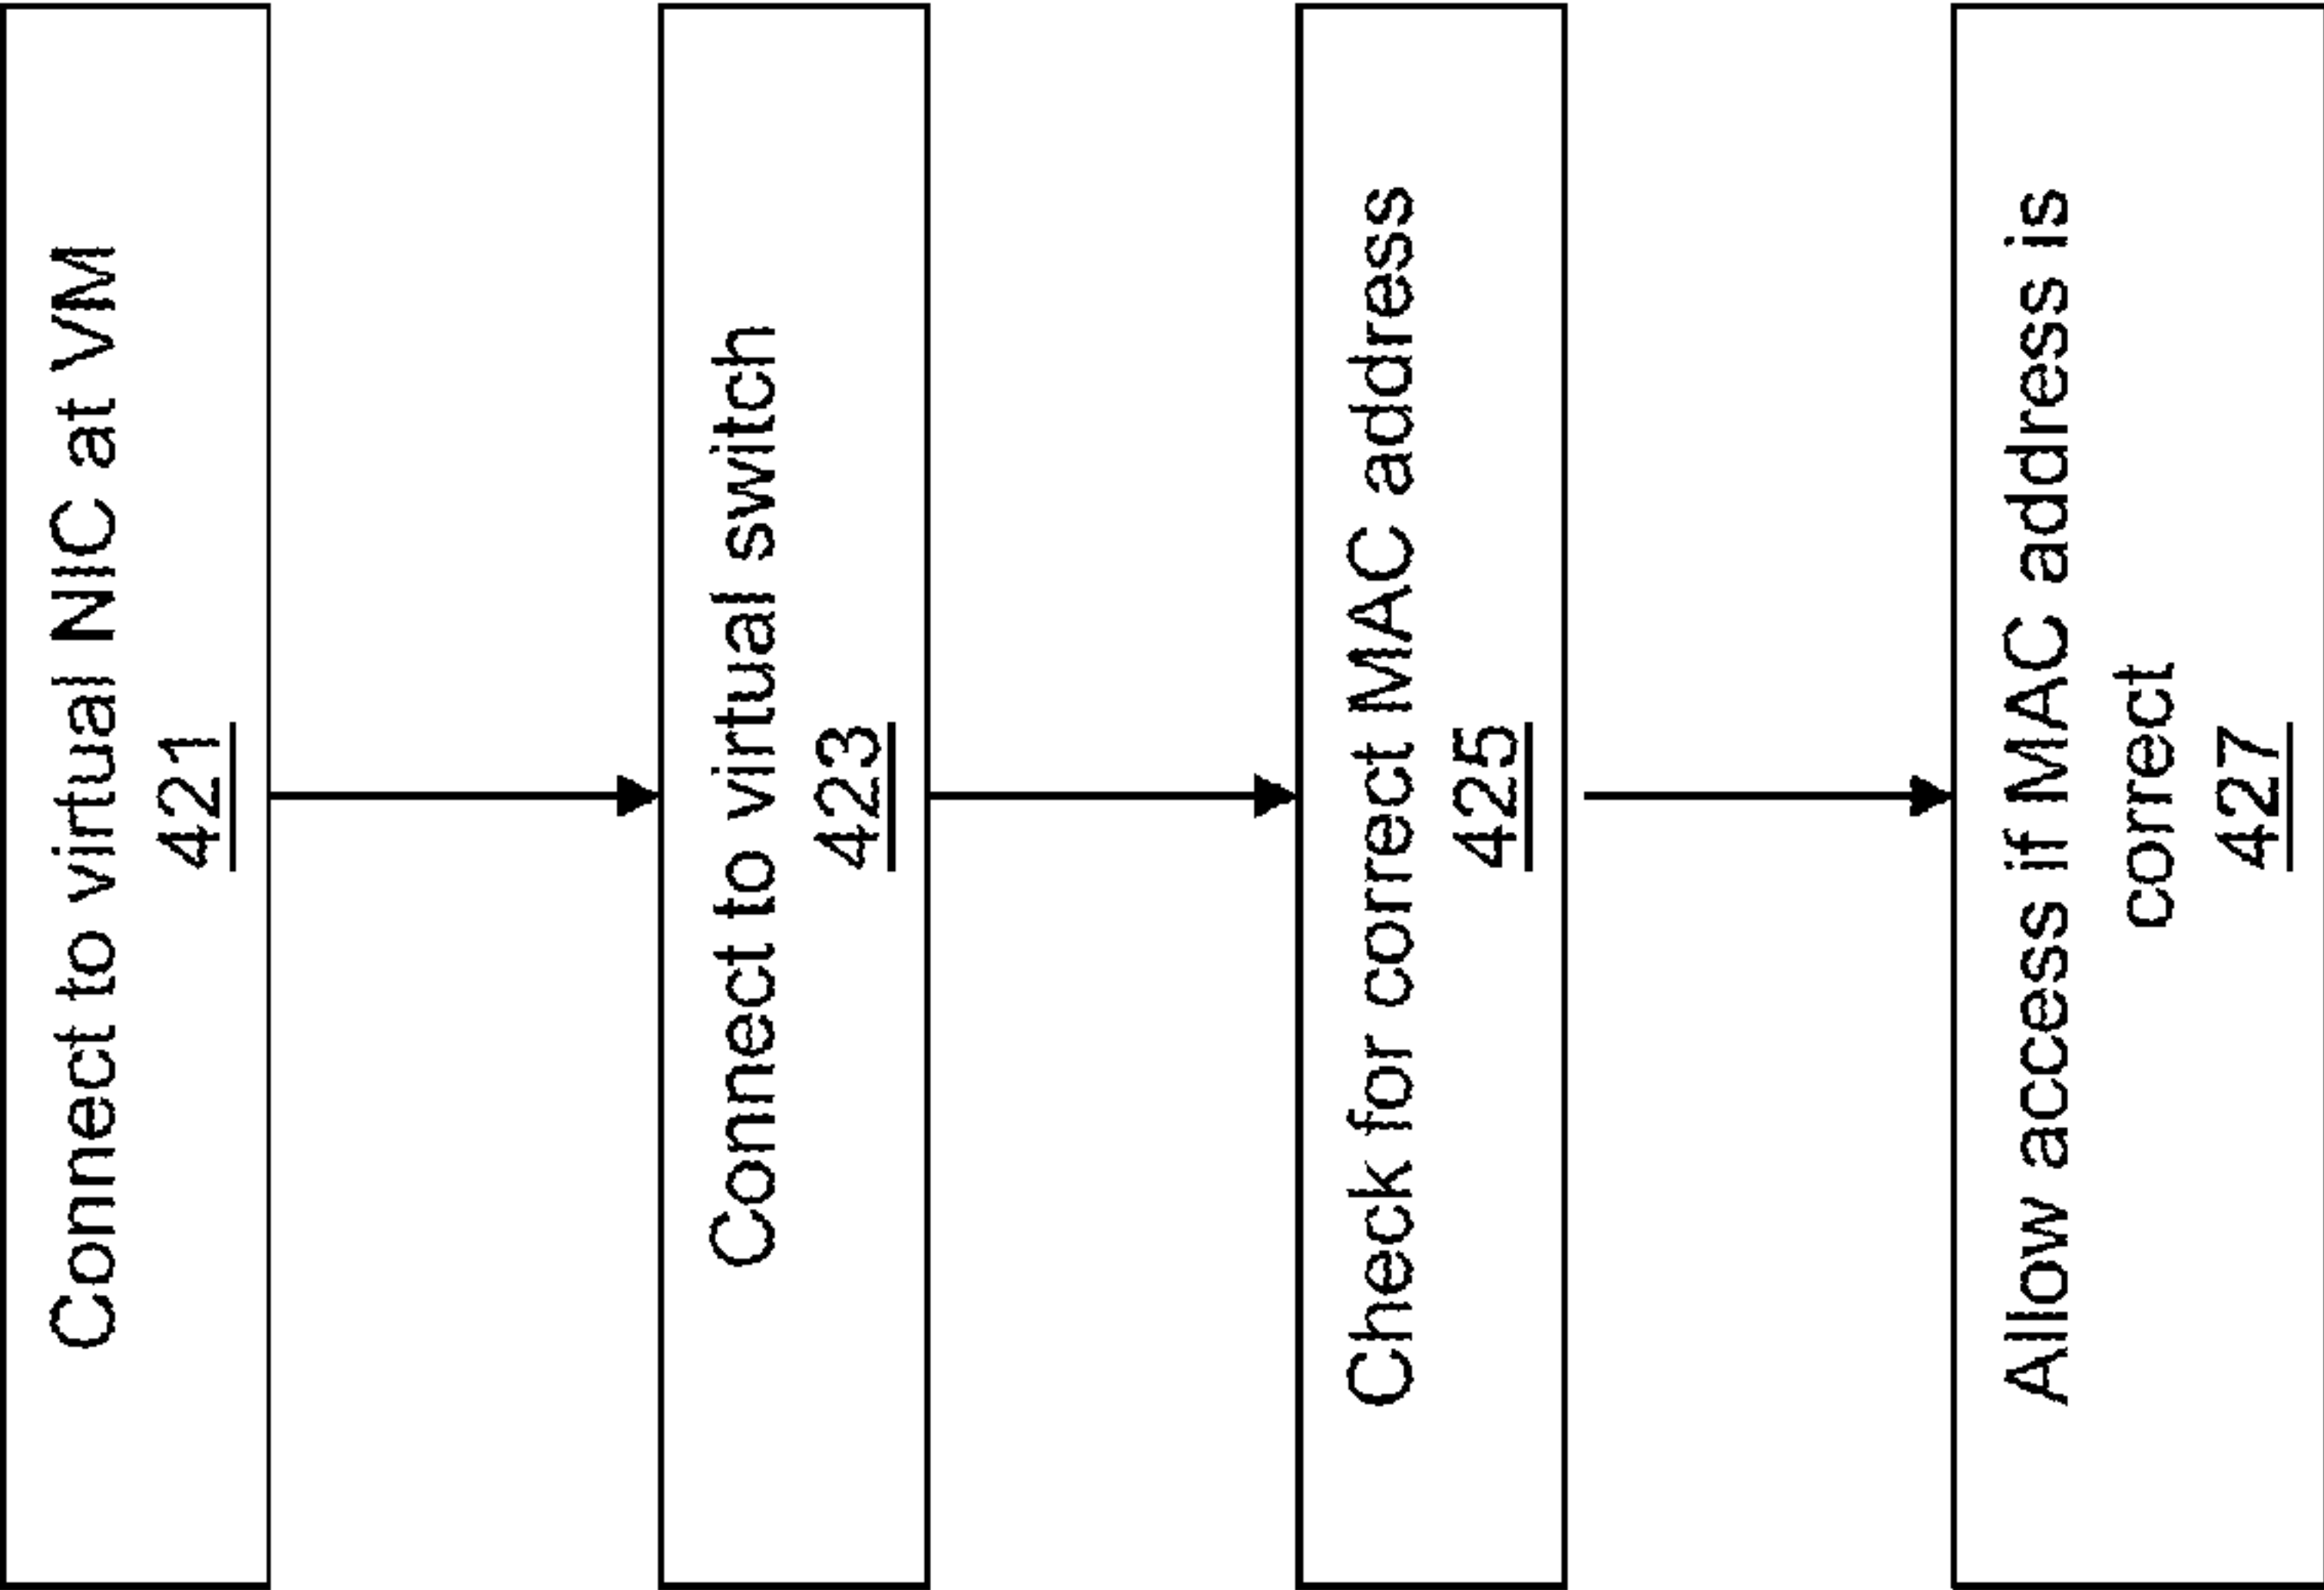 Connect to virtual NIC at VM
421
Connect to virtual switch
423
Check for correct MAC address
425
Allow access if MAC address is
correct
427